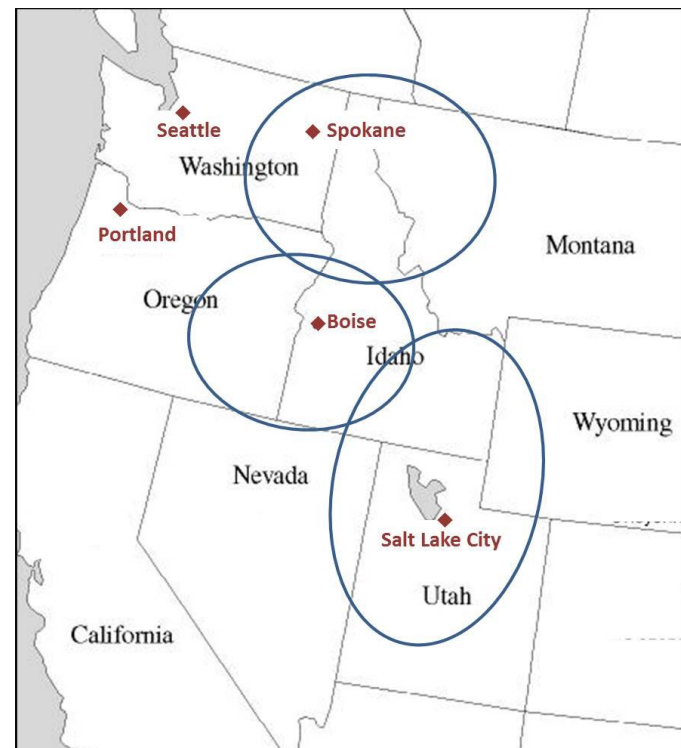 Seattle
Spokane
Washington
Portland
Montana
Oregon
Boise
Idaho
Wyoming
Nevada
Salt Lake City
Utah
California